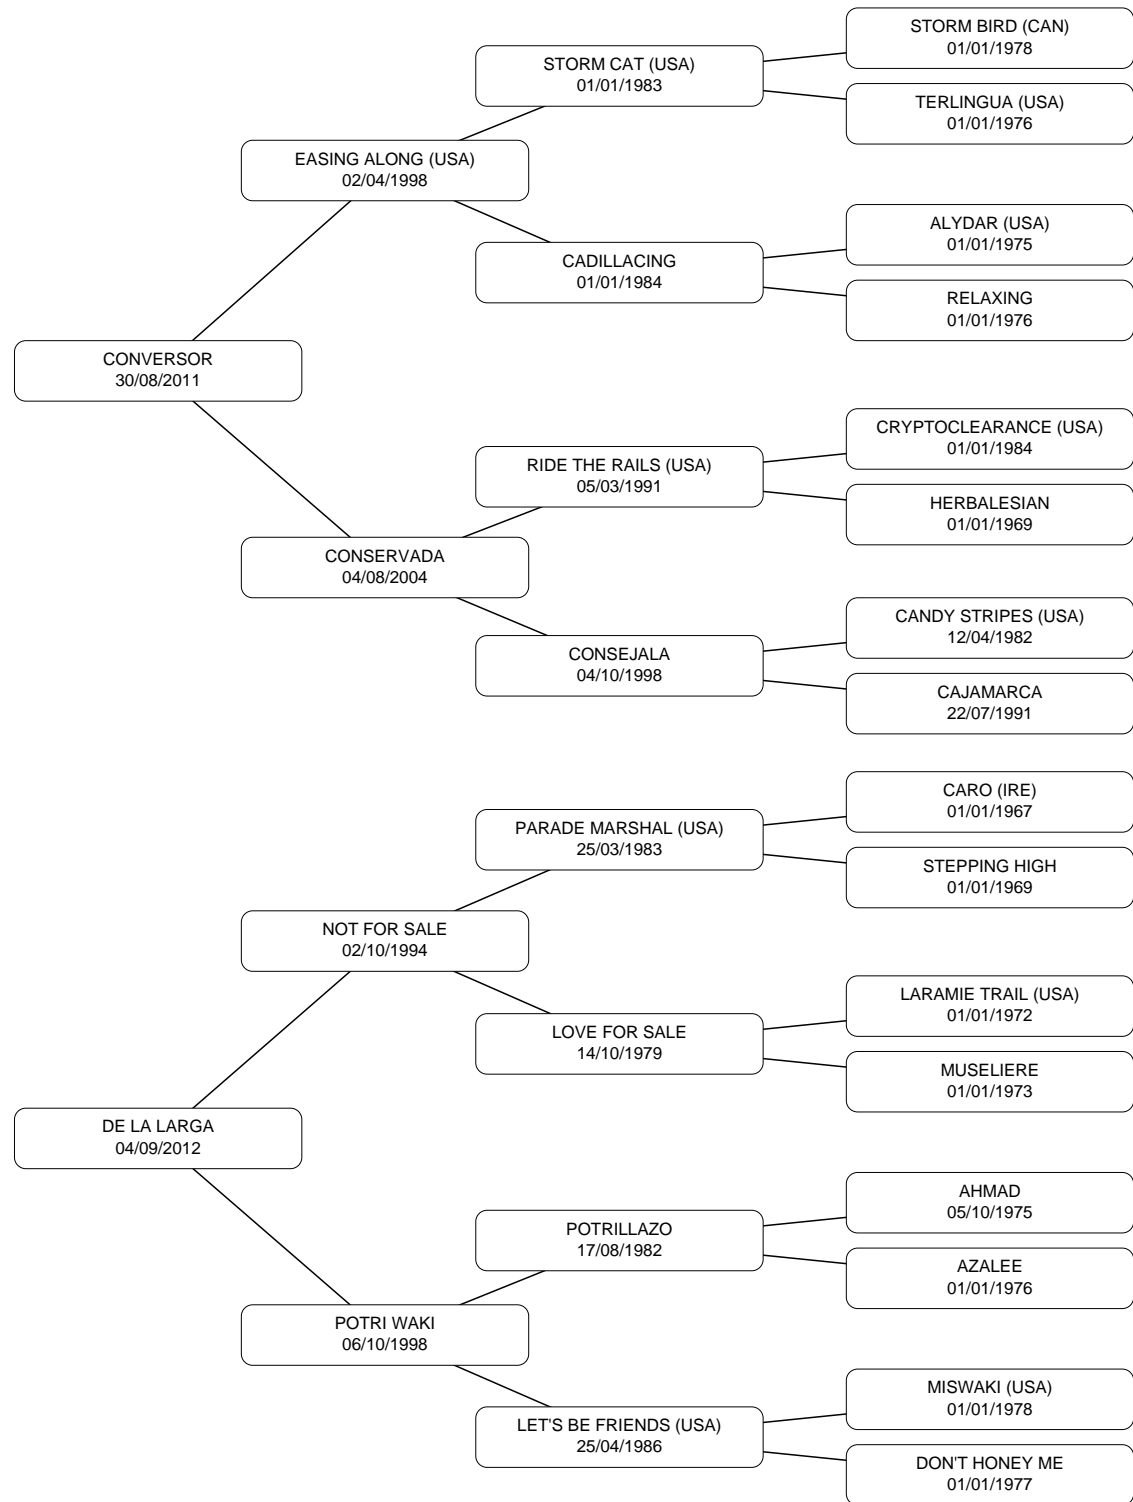 STORM BIRD (CAN)
01/01/1978
STORM CAT (USA)
01/01/1983
TERLINGUA (USA)
01/01/1976
EASING ALONG (USA)
02/04/1998
ALYDAR (USA)
01/01/1975
CADILLACING
01/01/1984
RELAXING
01/01/1976
CONVERSOR
30/08/2011
CRYPTOCLEARANCE (USA)
01/01/1984
RIDE THE RAILS (USA)
05/03/1991
HERBALESIAN
01/01/1969
CONSERVADA
04/08/2004
CANDY STRIPES (USA)
12/04/1982
CONSEJALA
04/10/1998
CAJAMARCA
22/07/1991
CARO (IRE)
01/01/1967
PARADE MARSHAL (USA)
25/03/1983
STEPPING HIGH
01/01/1969
NOT FOR SALE
02/10/1994
LARAMIE TRAIL (USA)
01/01/1972
LOVE FOR SALE
14/10/1979
MUSELIERE
01/01/1973
DE LA LARGA
04/09/2012
AHMAD
05/10/1975
POTRILLAZO
17/08/1982
AZALEE
01/01/1976
POTRI WAKI
06/10/1998
MISWAKI (USA)
01/01/1978
LET'S BE FRIENDS (USA)
25/04/1986
DON'T HONEY ME
01/01/1977